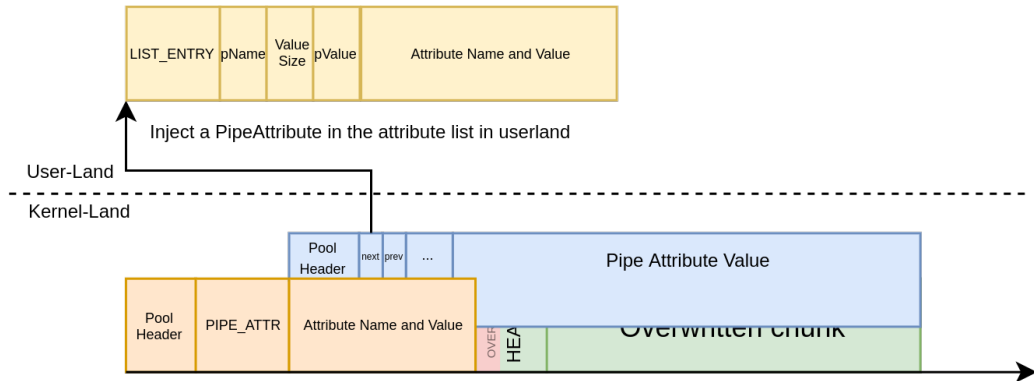 LIST_ENTRY
pName
Value
Size
pValue
Attribute Name and Value
Inject a PipeAttribute in the attribute list in userland
User-Land
Kernel-Land
Pool
Header
next
prev
...
Pipe Attribute Value
Pool
Header
PIPE_ATTR
Attribute Name and Value
OVER
HEA
Overwritten chunk